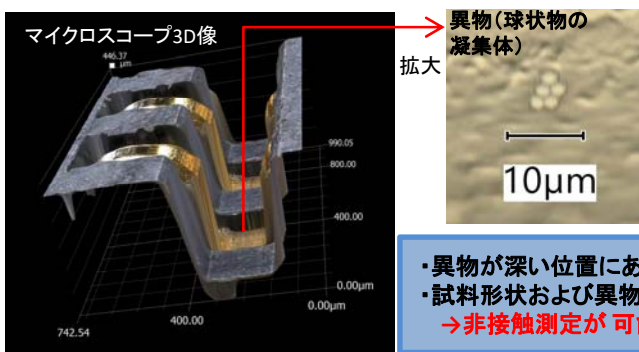 マイクロスコープ3D像
446.37
μm
990.05
800.00
400.00
0.00μm
0.00μm
400.00
742.54
拡大
異物(球状物の
凝集体)
10μm
・異物が深い位置にあ
・試料形状および異物
→非接触測定が可